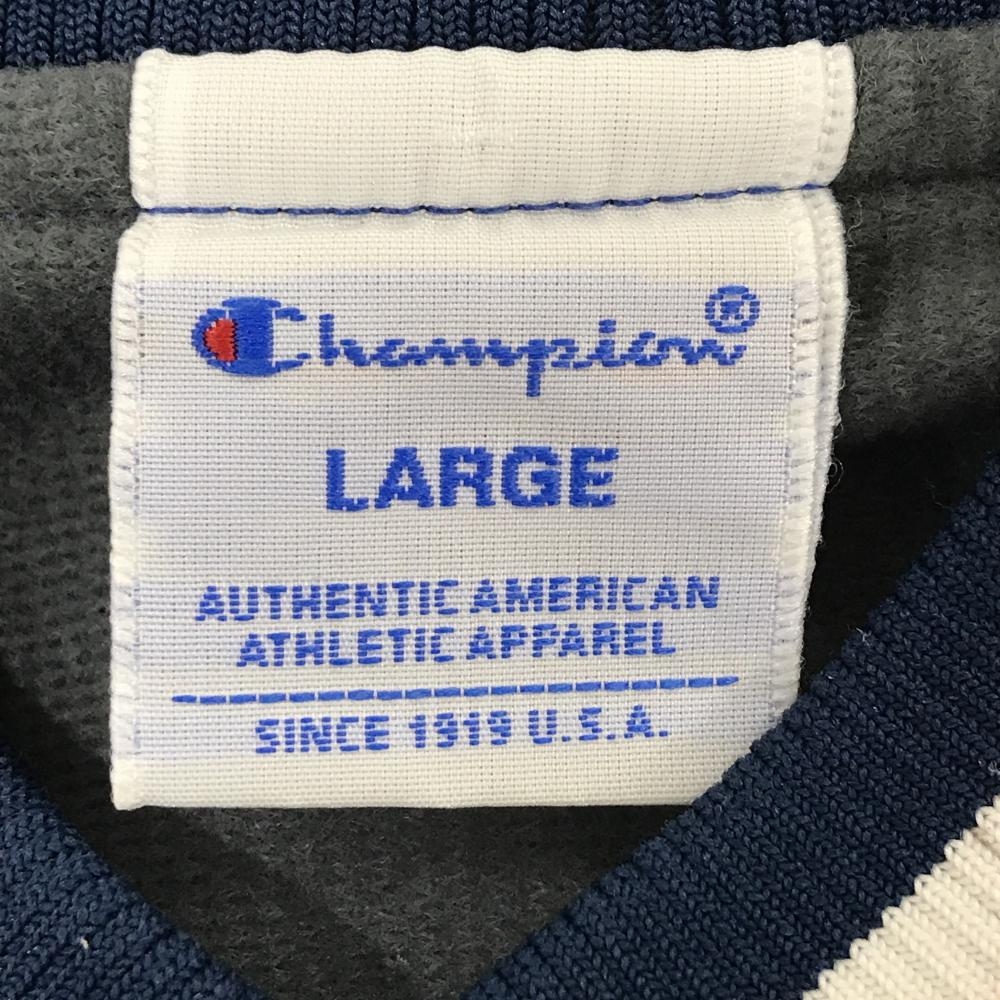 Champion®
LARGE
AUTHENTIC AMERICAN
ATHLETIC APPAREL
SINCE 1919 U.S.A.